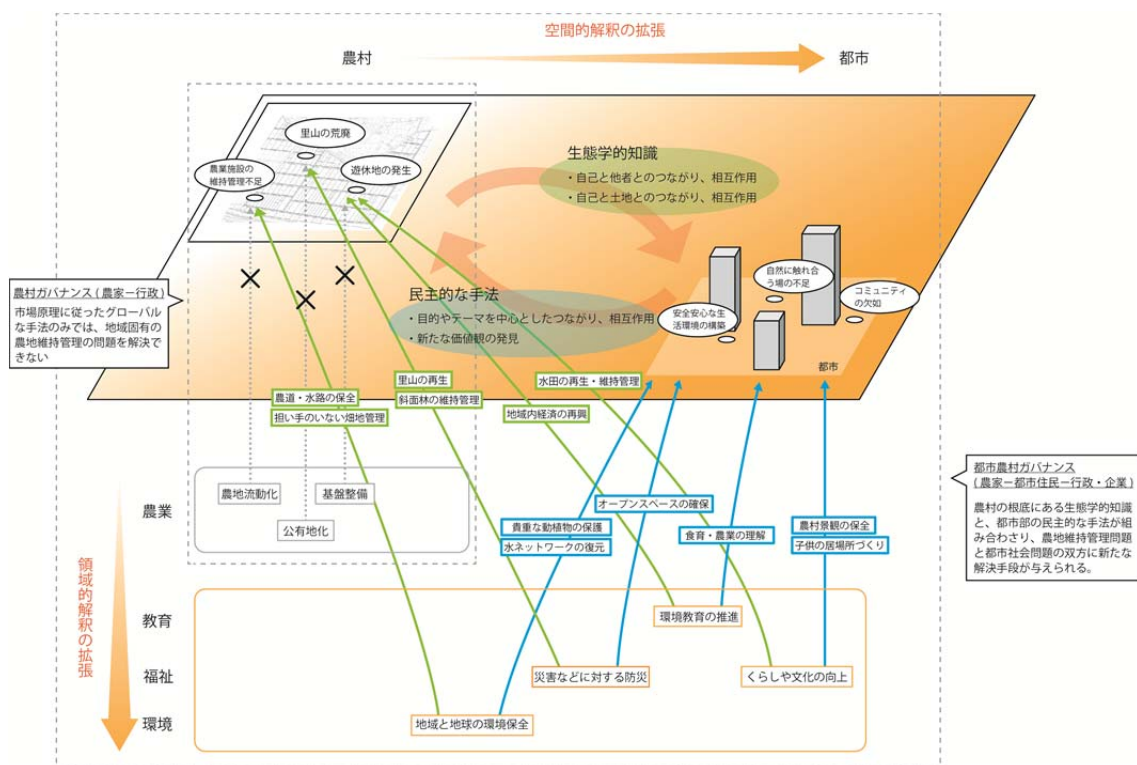 空間的解釈の拡張
農村
都市
里山の荒廃
農業施設の
維持管理不足
遊休地の発生
生態学的知識
・自己と他者とのつながり、相互作用
・自己と土地とのつながり、相互作用
自然に触れ合
う場の不足
コミュニティ
の欠如
安全安心な生
活環境の構築
都市
農村ガバナンス(農家ー行政)
市場原理に従ったグローバル
な手法のみでは、地域固有の
農地維持管理の問題を解決で
きない
民主的な手法
・目的やテーマを中心としたつながり、相互作用
・新たな価値観の発見
里山の再生
斜面林の維持管理
水田の再生・維持管理
農道・水路の保全
担い手のいない畑地管理
地域内経済の再興
農業
農地流動化
基盤整備
公有地化
オープンスペースの確保
貴重な動植物の保護
水ネットワークの復元
食育・農業の理解
農村景観の保全
子供の居場所づくり
都市農村ガバナンス
(農家ー都市住民ー行政・企業)
農村の根底にある生態学的知識
と、都市部の民主的な手法が組
み合わさり、農地維持管理問題
と都市社会問題の双方に新たな
解決手段が与えられる。
領域的解釈の拡張
教育
環境教育の推進
福祉
災害などに対する防災
くらしや文化の向上
環境
地域と地球の環境保全